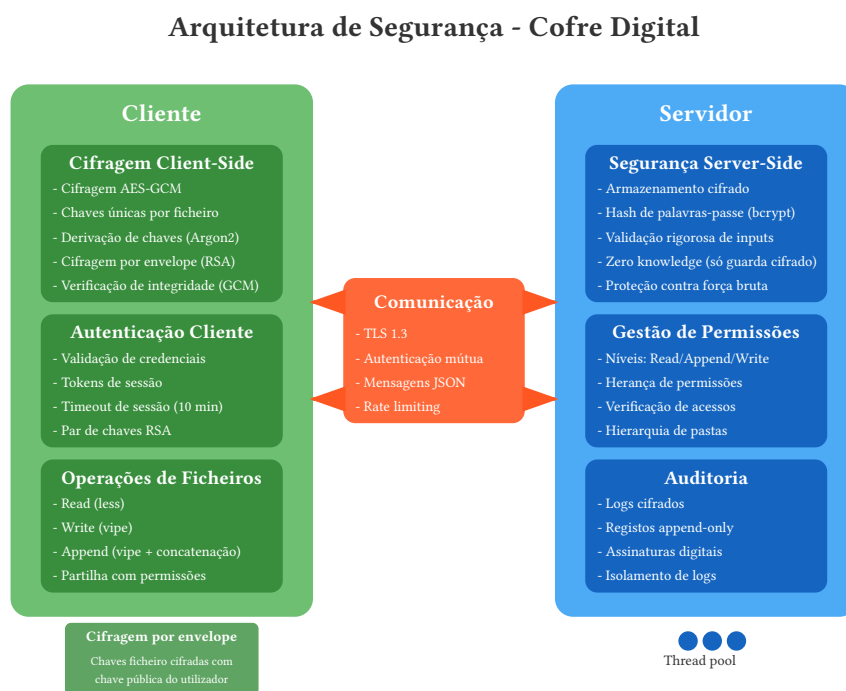 Arquitetura de Segurança - Cofre Digital
Cliente
Cifragem Client-Side
- Cifragem AES-GCM
- Chaves únicas por ficheiro
- Derivação de chaves (Argon2)
- Cifragem por envelope (RSA)
- Verificação de integridade (GCM)
Autenticação Cliente
- Validação de credenciais
- Tokens de sessão
- Timeout de sessão (10 min)
- Par de chaves RSA
Operações de Ficheiros
- Read (less)
- Write (vipe)
- Append (vipe + concatenação)
- Partilha com permissões
Cifragem por envelope
Chaves ficheiro cifradas com
chave pública do utilizador
Comunicação
- TLS 1.3
- Autenticação mútua
- Mensagens JSON
- Rate limiting
Servidor
Segurança Server-Side
- Armazenamento cifrado
- Hash de palavras-passe (bcrypt)
- Validação rigorosa de inputs
- Zero knowledge (só guarda cifrado)
- Proteção contra força bruta
Gestão de Permissões
- Níveis: Read/Append/Write
- Herança de permissões
- Verificação de acessos
- Hierarquia de pastas
Auditoria
- Logs cifrados
- Registos append-only
- Assinaturas digitais
- Isolamento de logs
Thread pool